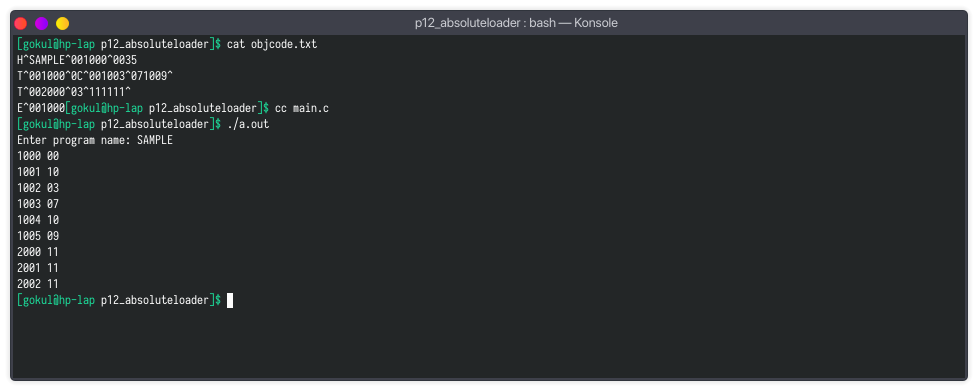 p12_absoluteloader : bash — Konsole
[gokul@hp-lap p12_absoluteloader]$ cat objcode.txt
H^SAMPLE^001000^0035
T^001000^0C^001003^071009^
T^002000^03^111111^
E^001000[gokul@hp-lap p12_absoluteloader]$ cc main.c
[gokul@hp-lap p12_absoluteloader]$ ./a.out
Enter program name: SAMPLE
1000 00
1001 10
1002 03
1003 07
1004 10
1005 09
2000 11
2001 11
2002 11
[gokul@hp-lap p12_absoluteloader]$